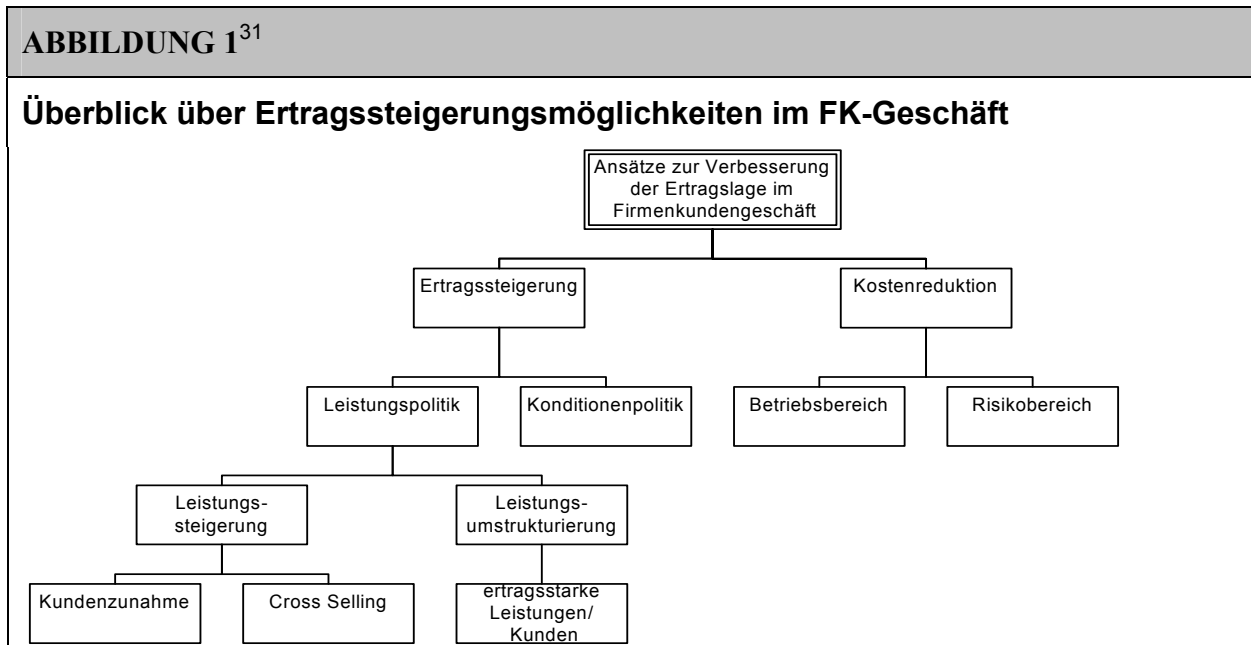 ABBILDUNG 1³¹
Überblick über Ertragssteigerungsmöglichkeiten im FK-Geschäft
Ansätze zur Verbesserung
der Ertragslage im
Firmenkundengeschäft
Ertragssteigerung
Kostenreduktion
Leistungspolitik
Konditionenpolitik
Betriebsbereich
Risikobereich
Leistungs-
steigerung
Leistungs-
umstrukturierung
Kundenzunahme
Cross Selling
ertragsstarke
Leistungen/
Kunden